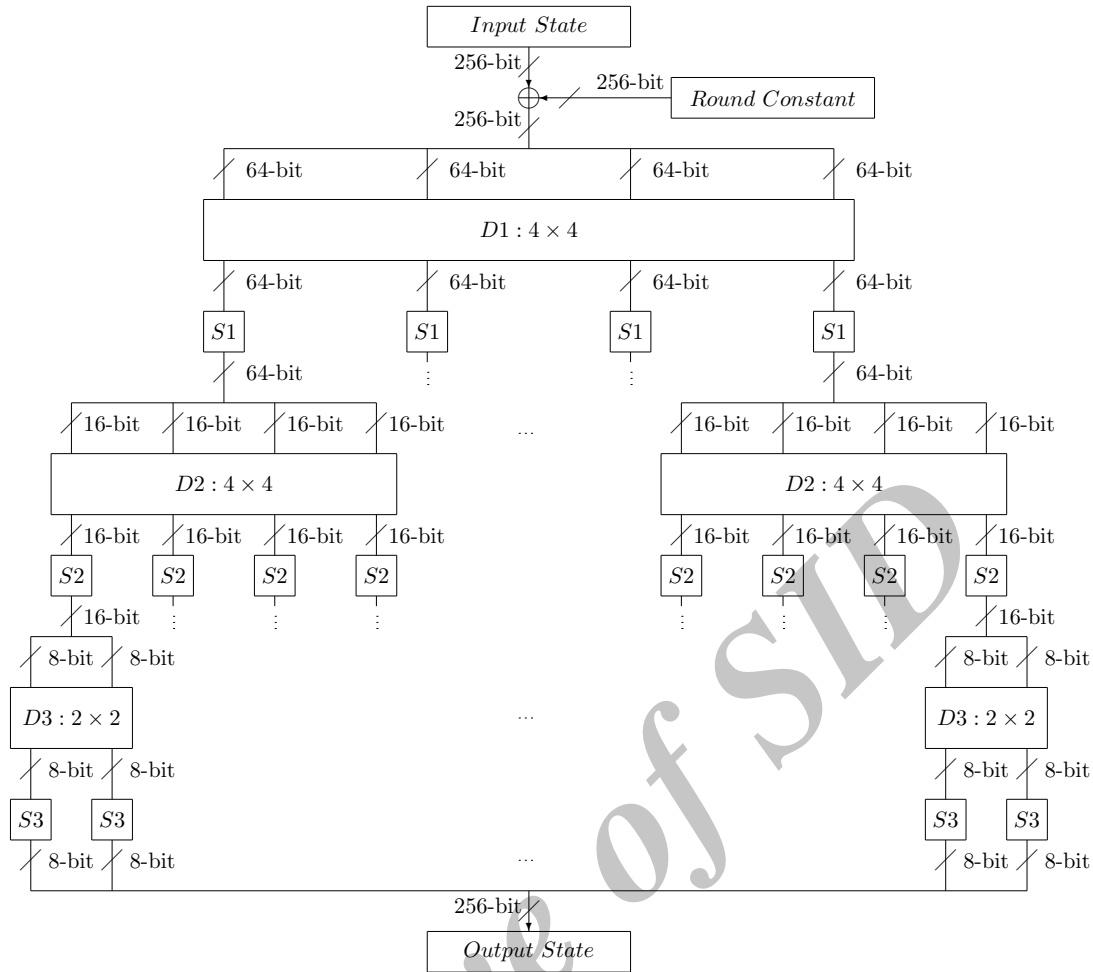 Input State
256-bit
256-bit
Round Constant
256-bit
64-bit 64-bit 64-bit 64-bit
D1 : 4 × 4
64-bit 64-bit 64-bit 64-bit
S1 S1 S1 S1
64-bit ⋮ ⋮ 64-bit
16-bit 16-bit 16-bit 16-bit ... 16-bit 16-bit 16-bit 16-bit
D2 : 4 × 4 D2 : 4 × 4
16-bit 16-bit 16-bit 16-bit 16-bit 16-bit 16-bit 16-bit
S2 S2 S2 S2 S2 S2 S2 S2
16-bit ⋮ ⋮ ⋮ ⋮ ⋮ ⋮ 16-bit
8-bit 8-bit 8-bit 8-bit
D3 : 2 × 2 ... D3 : 2 × 2
8-bit 8-bit 8-bit 8-bit
S3 S3 S3 S3
8-bit 8-bit ... 8-bit 8-bit
256-bit
Output State
of SID